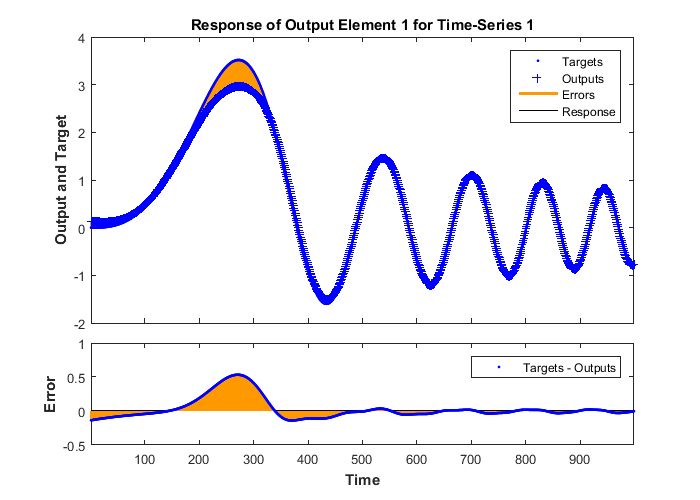 Response of Output Element 1 for Time-Series 1
Output and Target
4
3
2
1
0
-1
-2
Targets
Outputs
Errors
Response
Error
1
0.5
0
-0.5
Targets - Outputs
100 200 300 400 500 600 700 800 900
Time